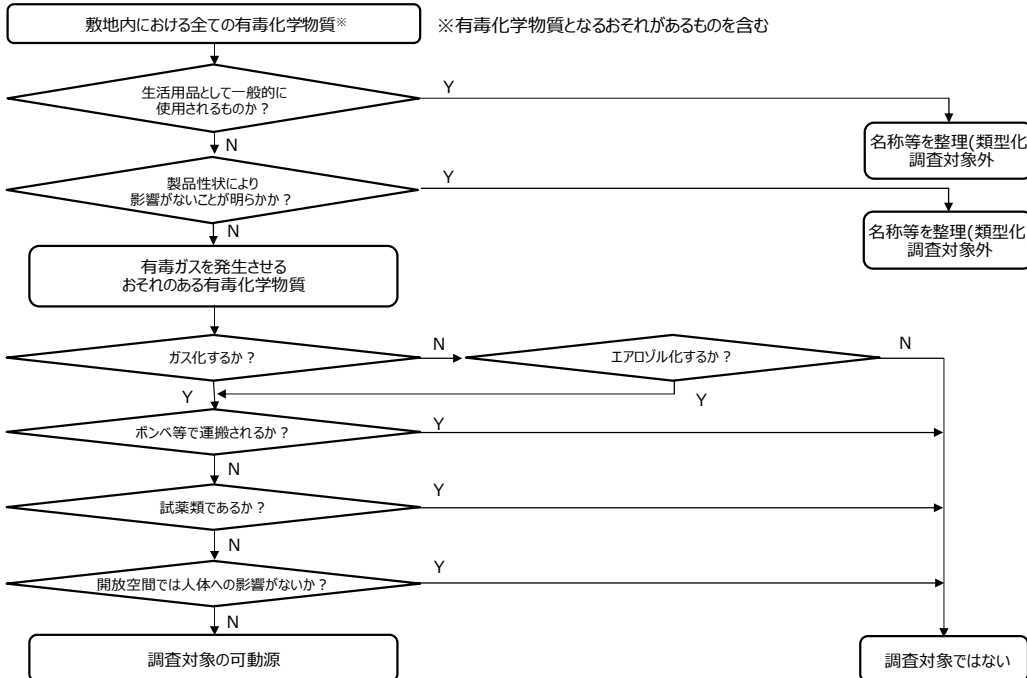 敷地内における全ての有毒化学物質※
※有毒化学物質となるおそれがあるものを含む
生活用品として一般的に
使用されるものか？
Y
N
名称等を整理(類型化
調査対象外
製品性状により
影響がないことが明らかか？
Y
N
名称等を整理(類型化
調査対象外
有毒ガスを発生させる
おそれのある有毒化学物質
ガス化するか？
N
エアロゾル化するか？
N
Y
Y
ボンベ等で運搬されるか？
Y
N
試薬類であるか？
Y
N
開放空間では人体への影響がないか？
Y
N
調査対象の可動源
調査対象ではない